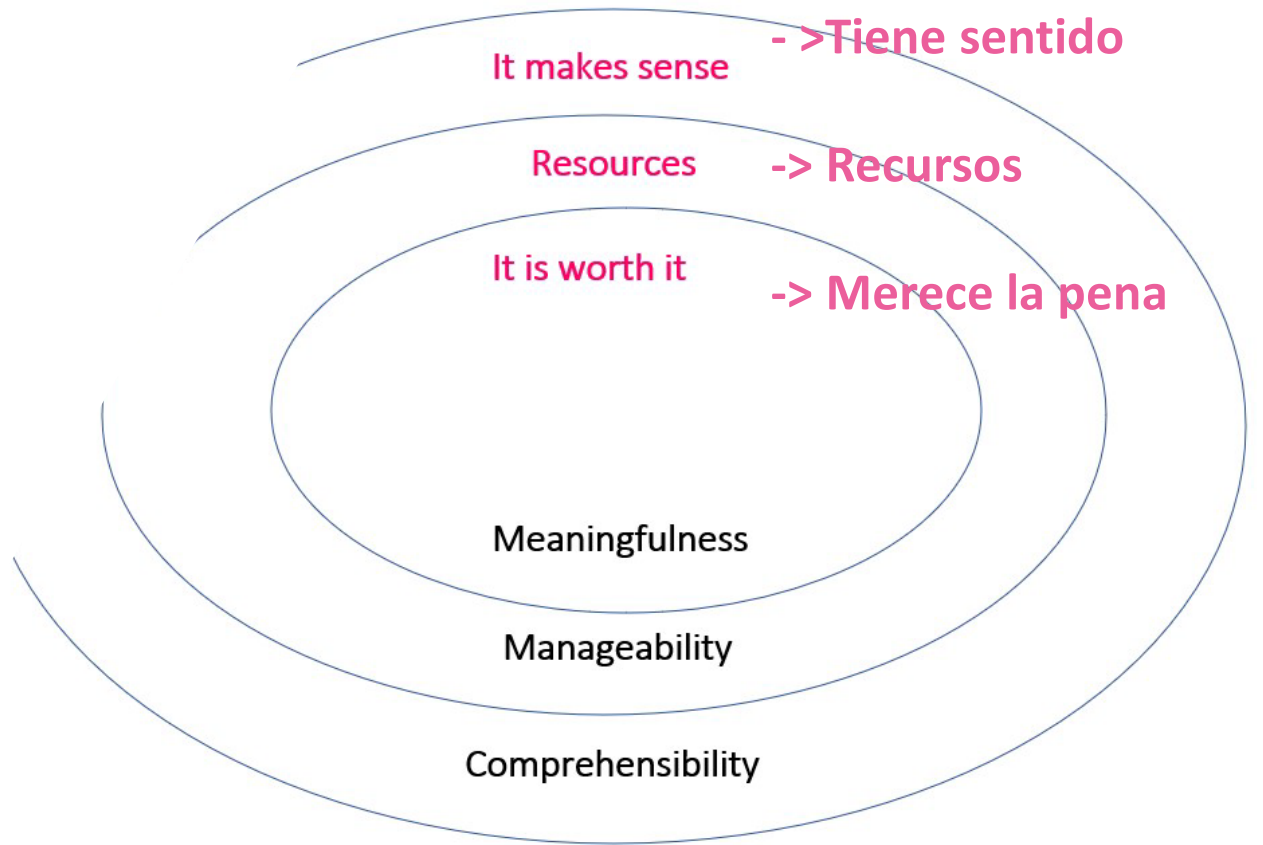 It makes sense - >Tiene sentido
Resources -> Recursos
It is worth it -> Merece la pena
Meaningfulness
Manageability
Comprehensibility